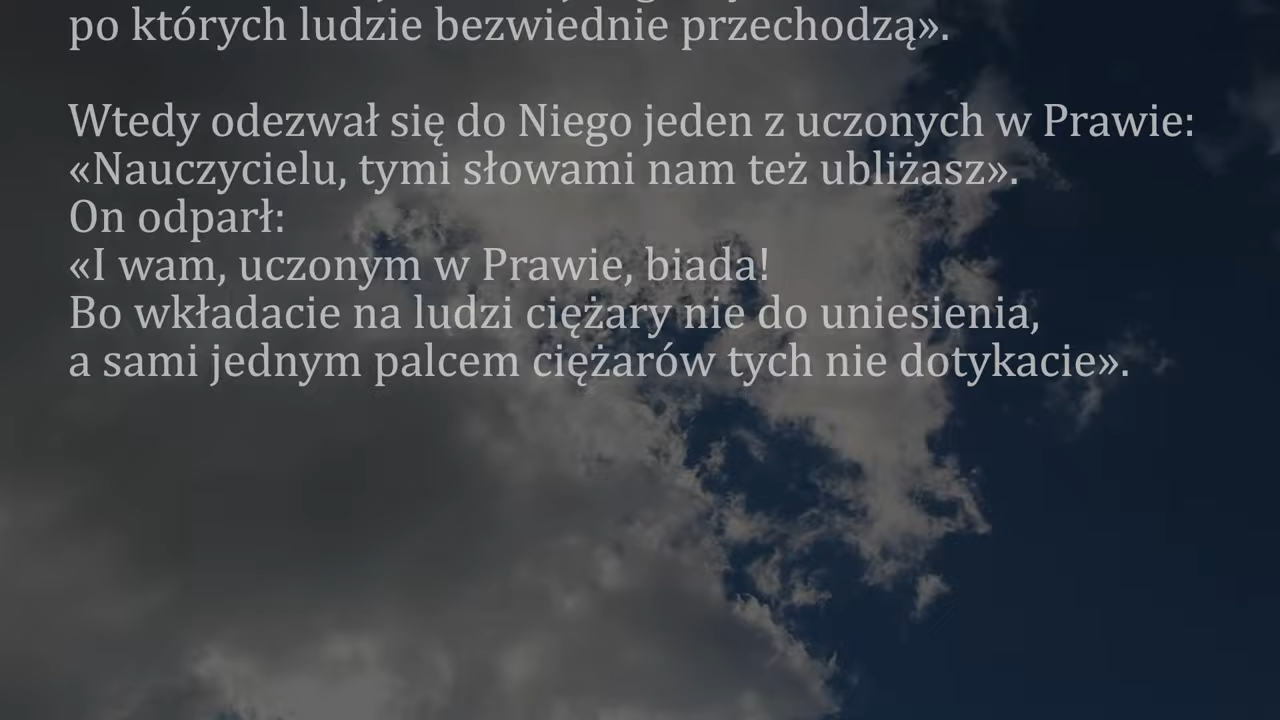 po których ludzie bezwiednie przechodzą».
Wtedy odezwał się do Niego jeden z uczonych w Prawie:
«Nauczycielu, tymi słowami nam też ubliżasz».
On odparł:
«I wam, uczonym w Prawie, biada!
Bo wkładacie na ludzi ciężary nie do uniesienia,
a sami jednym palcem ciężarów tych nie dotykacie».